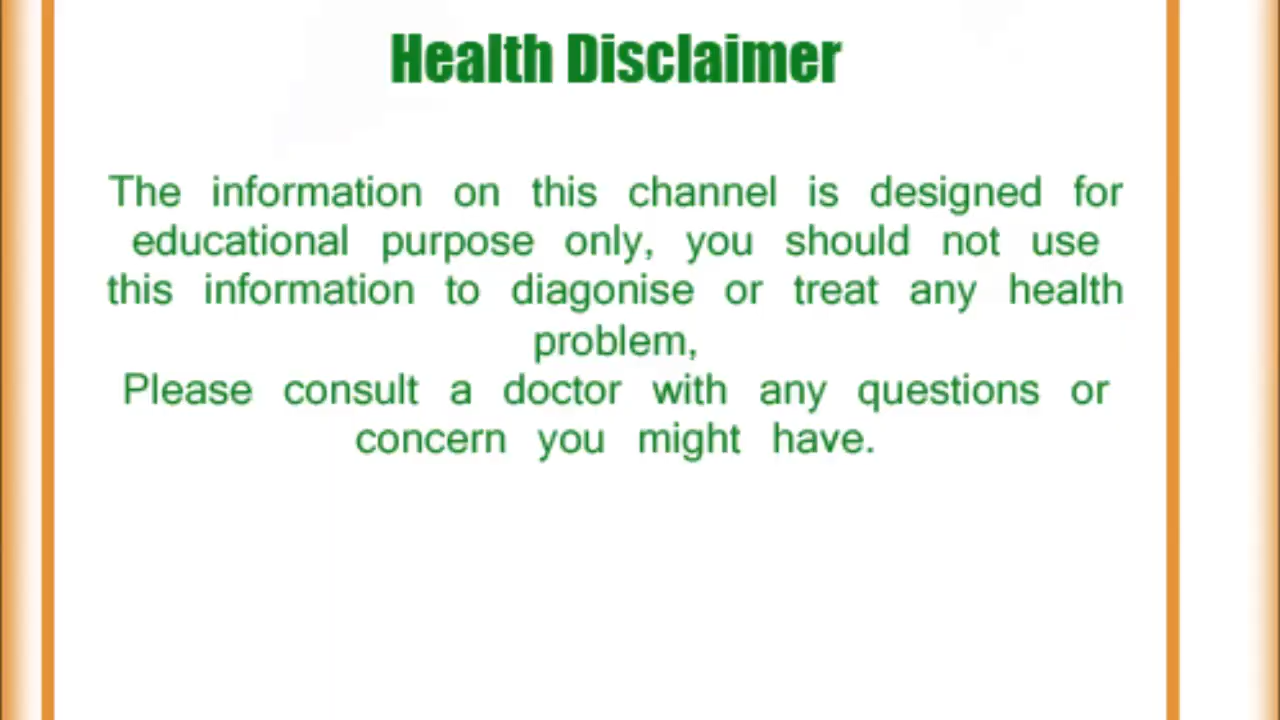 Health Disclaimer
The information on this channel is designed for
educational purpose only, you should not use
this information to diagonise or treat any health
problem,
Please consult a doctor with any questions or
concern you might have.